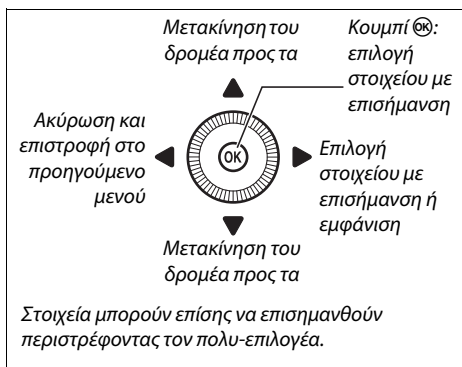 Μετακίνηση του
δρομέα προς τα
Κουμπί OK:
επιλογή
στοιχείου με
επισήμανση
Ακύρωση και
επιστροφή στο
προηγούμενο
μενού
OK
Επιλογή
στοιχείου με
επισήμανση ή
εμφάνιση
Μετακίνηση του
δρομέα προς τα
Στοιχεία μπορούν επίσης να επισημανθούν
περιστρέφοντας τον πολυ-επιλογέα.